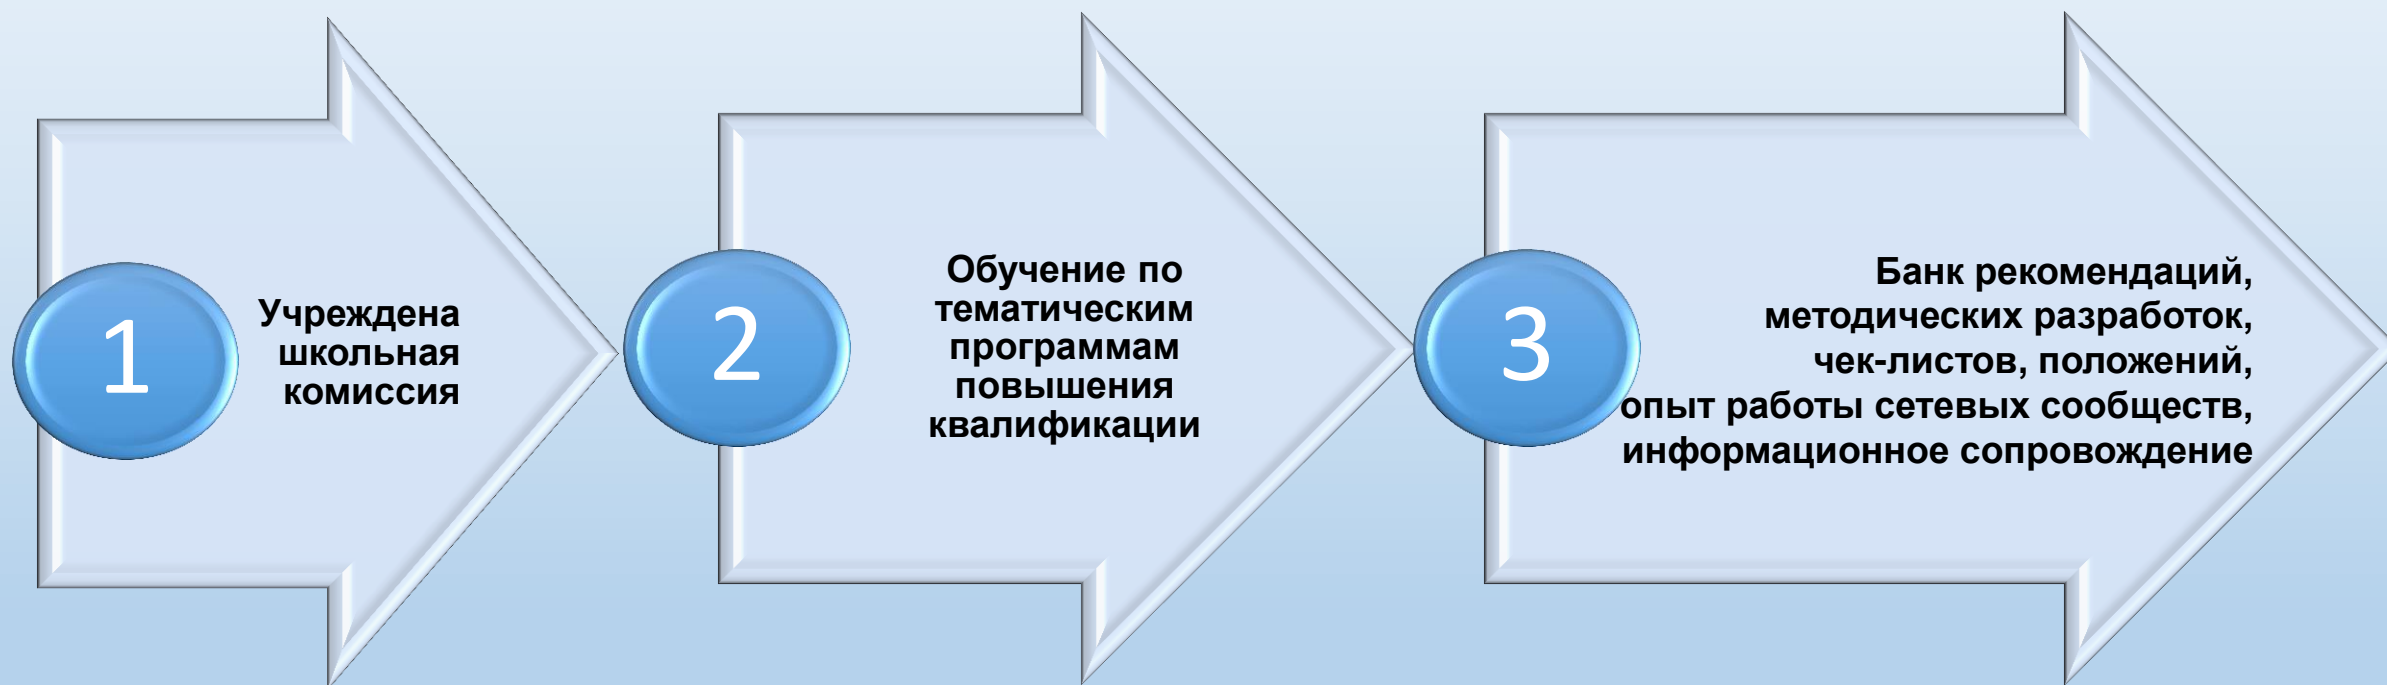 1
Учреждена
школьная
комиссия
2
Обучение по
тематическим
программам
повышения
квалификации
3
Банк рекомендаций,
методических разработок,
чек-листов, положений,
опыт работы сетевых сообществ,
информационное сопровождение